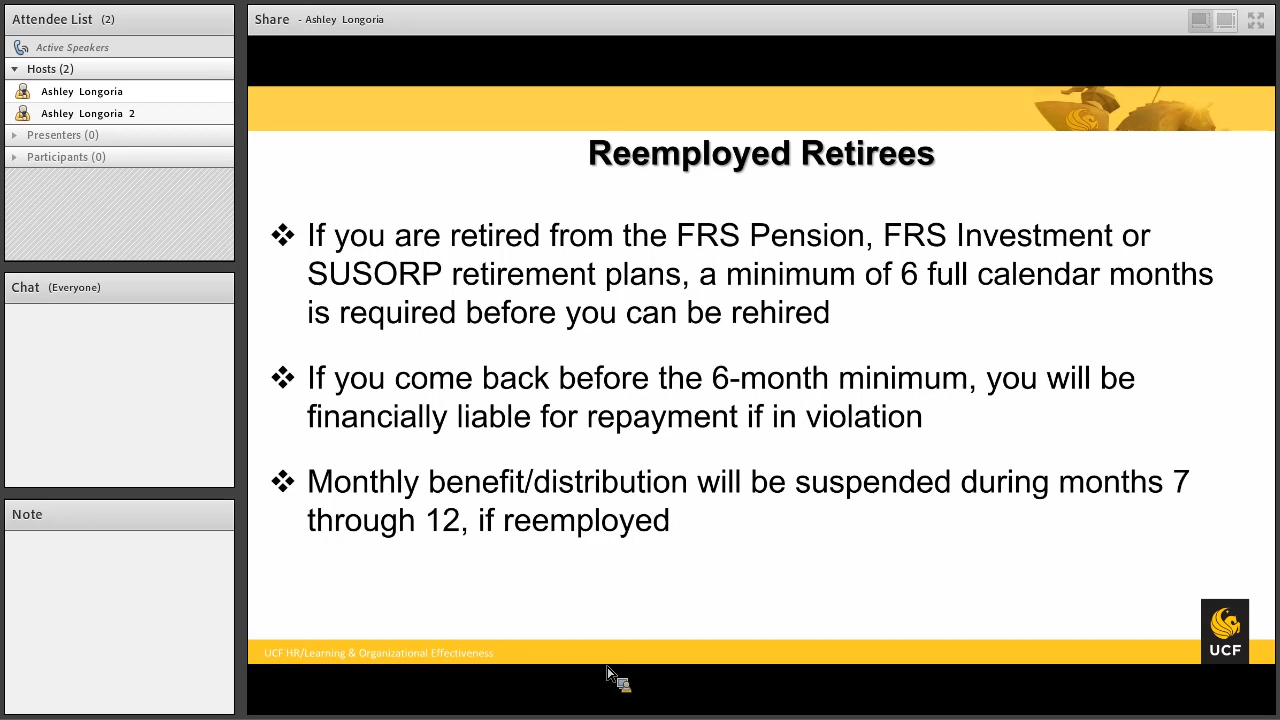 Attendee List (2)
Active Speakers
Hosts (2)
Ashley Longoria
Ashley Longoria 2
Presenters (0)
Participants (0)
Chat (Everyone)
Note
Share - Ashley Longoria
Reemployed Retirees
❖ If you are retired from the FRS Pension, FRS Investment or
SUSORP retirement plans, a minimum of 6 full calendar months
is required before you can be rehired
❖ If you come back before the 6-month minimum, you will be
financially liable for repayment if in violation
❖ Monthly benefit/distribution will be suspended during months 7
through 12, if reemployed
UCF HR/Learning & Organizational Effectiveness
UCF